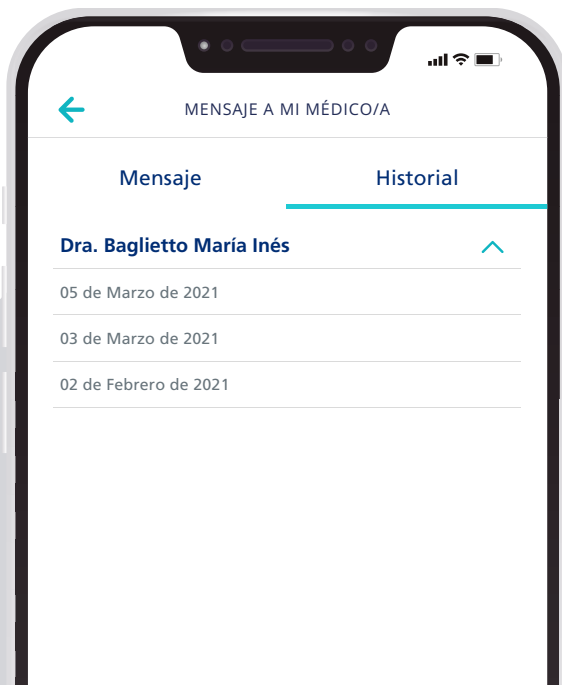 MENSAJE A MI MÉDICO/A
Mensaje
Historial
Dra. Baglietto María Inés
05 de Marzo de 2021
03 de Marzo de 2021
02 de Febrero de 2021